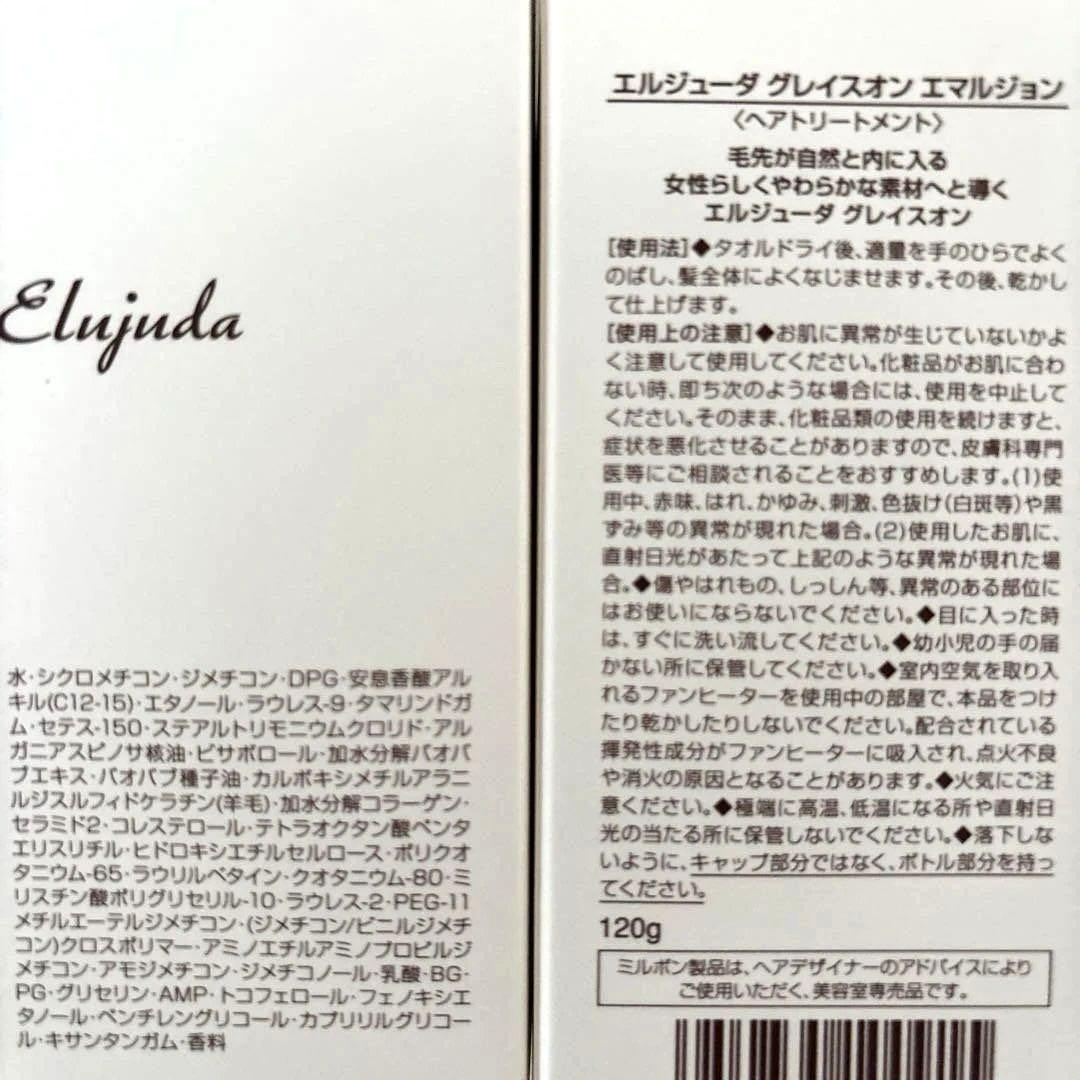 Elujuda
水・シクロメチコン・ジメチコン・DPG・安息香酸アル
キル(C12-15)・エタノール・ラウレス-9・タマリンドガ
ム・セテス-150・ステアルトリモニウムクロリド・アル
ガニアスピノサ核油・ビサボロール・加水分解バオバ
ブエキス・バオバブ種子油・カルボキシメチルアラニ
ルジスルフィドケラチン(羊毛)・加水分解コラーゲン・
セラミド2・コレステロール・テトラオクタン酸ペンタ
エリスリチル・ヒドロキシエチルセルロース・ポリクオ
タニウム-65・ラウリルベタイン・クオタニウム-80・ミ
リスチン酸ポリグリセリル-10・ラウレス-2・PEG-11
メチルエーテルジメチコン・(ジメチコン/ビニルジメチ
コン)クロスポリマー・アミノエチルアミノプロピルジ
メチコン・アモジメチコン・ジメチコノール・乳酸・BG・
PG・グリセリン・AMP・トコフェロール・フェノキシエ
タノール・ペンチレングリコール・カプリリルグリコー
ル・キサンタンガム・香料
エルジューダ グレイスオン エマルジョン
〈ヘアトリートメント〉
毛先が自然と内に入る
女性らしくやわらかな素材へと導く
エルジューダ グレイスオン
[使用法]◆タオルドライ後、適量を手のひらでよく
のばし、髪全体によくなじませます。その後、乾かし
て仕上げます。
[使用上の注意]◆お肌に異常が生じていないかよ
く注意して使用してください。化粧品がお肌に合わ
ない時、即ち次のような場合には、使用を中止して
ください。そのまま、化粧品類の使用を続けますと、
症状を悪化させることがありますので、皮膚科専門
医等にご相談されることをおすすめします。(1)使
用中、赤味、はれ、かゆみ、刺激、色抜け(白斑等)や黒
ずみ等の異常が現れた場合。(2)使用したお肌に、
直射日光があたって上記のような異常が現れた場
合。◆傷やはれもの、しっしん等、異常のある部位に
はお使いにならないでください。◆目に入った時
は、すぐに洗い流してください。◆幼小児の手の届
かない所に保管してください。◆室内空気を取り入
れるファンヒーターを使用中の部屋で、本品をつけ
たり乾かしたりしないでください。配合されている
揮発性成分がファンヒーターに吸入され、点火不良
や消火の原因となることがあります。◆火気にご注
意ください。◆極端に高温、低温になる所や直射日
光の当たる所に保管しないでください。◆落下しな
いように、キャップ部分ではなく、ボトル部分を持っ
てください。
120g
ミルボン製品は、ヘアデザイナーのアドバイスにより
ご使用いただく、美容室専売品です。